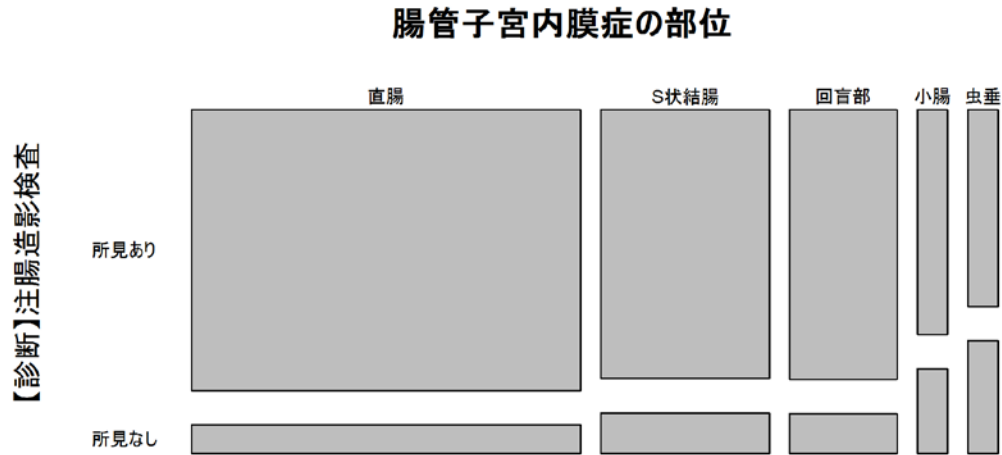 腸管子宮内膜症の部位
直腸 S状結腸 回盲部 小腸 虫垂
【診断】注腸造影検査
所見あり
所見なし